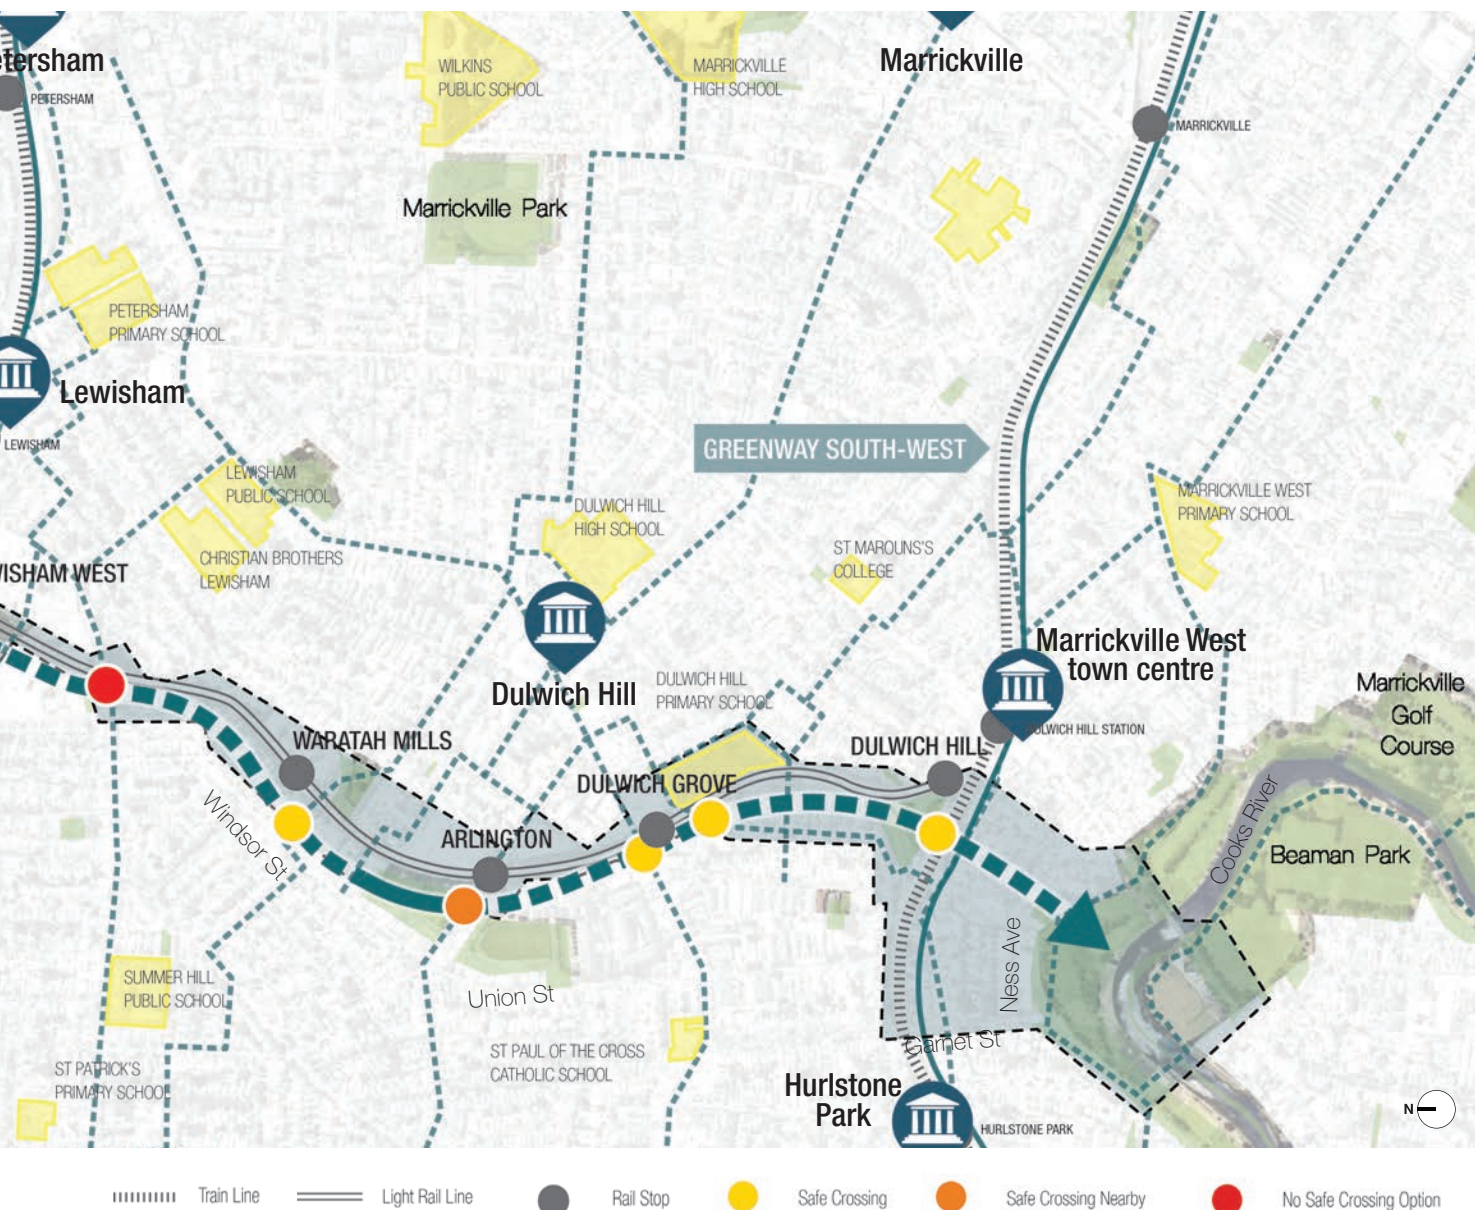 etersham
PETERSHAM
WILKINS
PUBLIC SCHOOL
MARRICKVILLE
HIGH SCHOOL
Marrickville
MARRICKVILLE
Marrickville Park
PETERSHAM
PRIMARY SCHOOL
Lewisham
LEWISHAM
GREENWAY SOUTH-WEST
LEWISHAM
PUBLIC SCHOOL
DULWICH HILL
HIGH SCHOOL
MARRICKVILLE WEST
PRIMARY SCHOOL
CHRISTIAN BROTHERS
LEWISHAM
ST MAROUNS'S
COLLEGE
ISHAM WEST
Marrickville West
town centre
Dulwich Hill
DULWICH HILL
PRIMARY SCHOOL
Marrickville
Golf
Course
WARATAH MILLS
DULWICH HILL
ULWICH HILL STATION
DULWICH GROVE
Windsor St
ARLINGTON
Cooks River
Beaman Park
Ness Ave
SUMMER HILL
PUBLIC SCHOOL
Union St
Garnet St
ST PATRICK'S
PRIMARY SCHOOL
ST PAUL OF THE CROSS
CATHOLIC SCHOOL
Hurlstone
Park
HURLSTONE PARK
N
Train Line
Light Rail Line
Rail Stop
Safe Crossing
Safe Crossing Nearby
No Safe Crossing Option